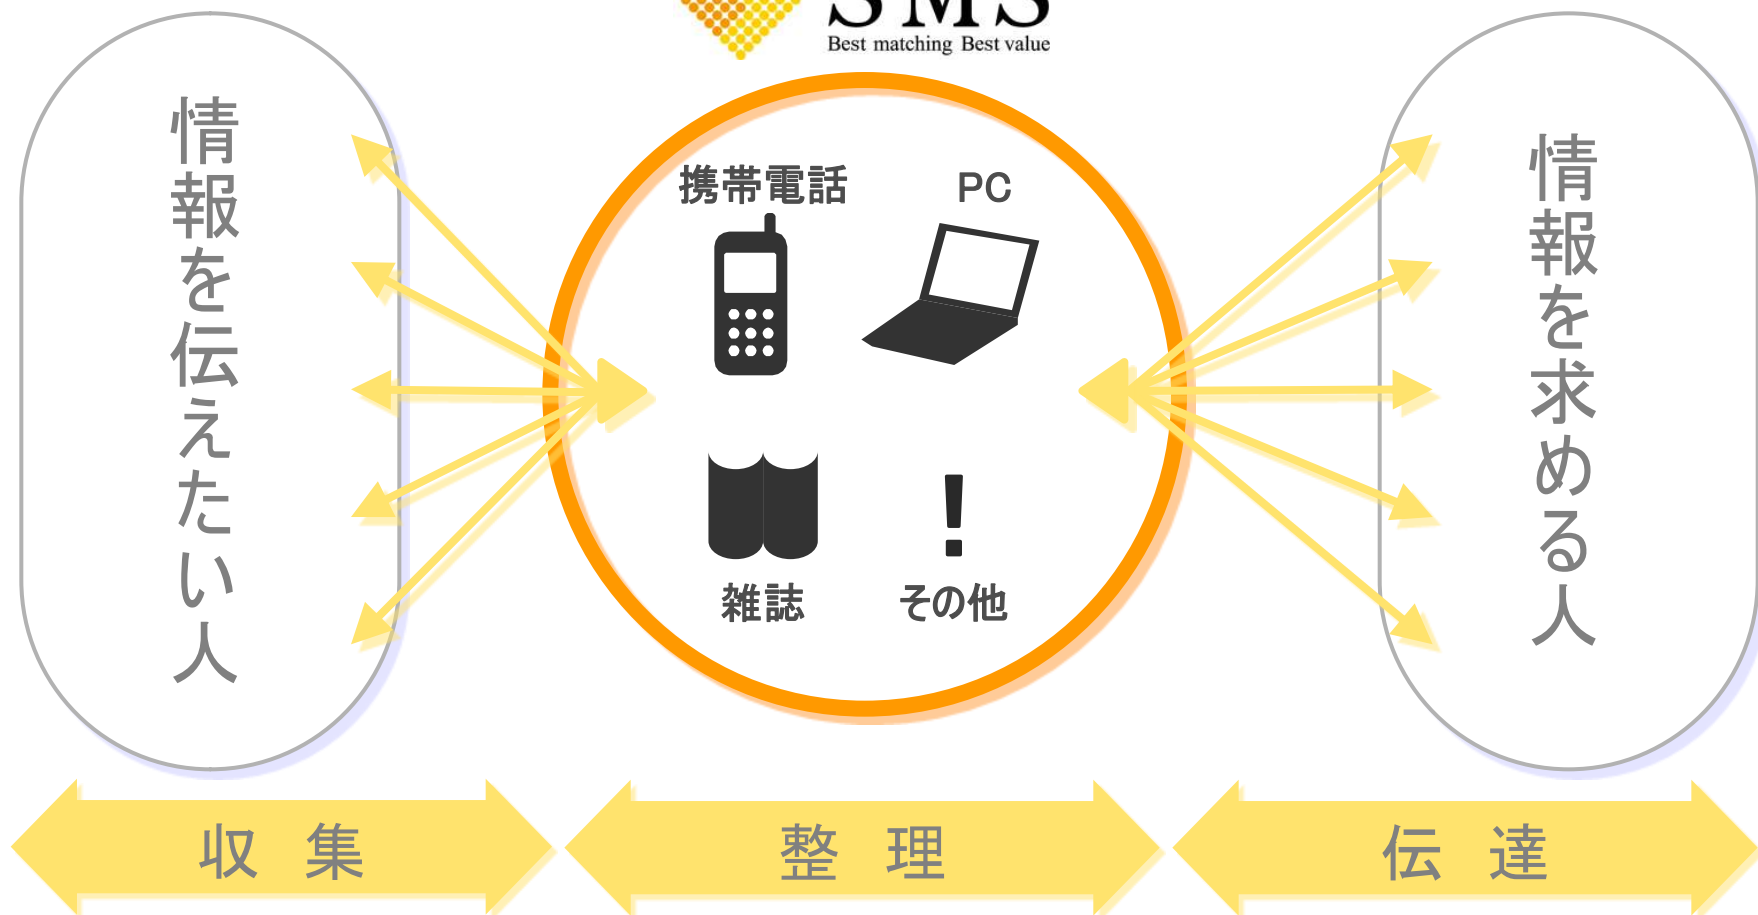 SMS
Best matching Best value
情報を伝えたい人
携帯電話
PC
雑誌
!
その他
情報を求める人
収 集
整 理
伝 達